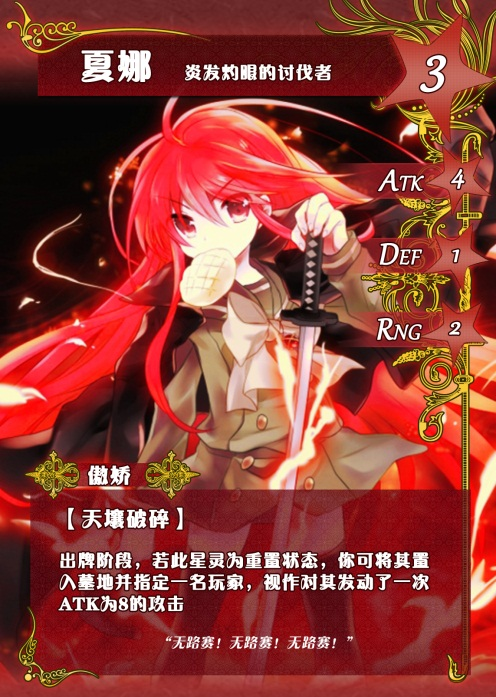 夏娜 炎发灼眼的讨伐者 3
ATK 4
DEF 1
RNG 2
傲娇
【天壤破碎】
出牌阶段，若此星灵为重置状态，你可将其置
入墓地并指定一名玩家，视作对其发动了一次
ATK为8的攻击
“无路赛！无路赛！无路赛！”